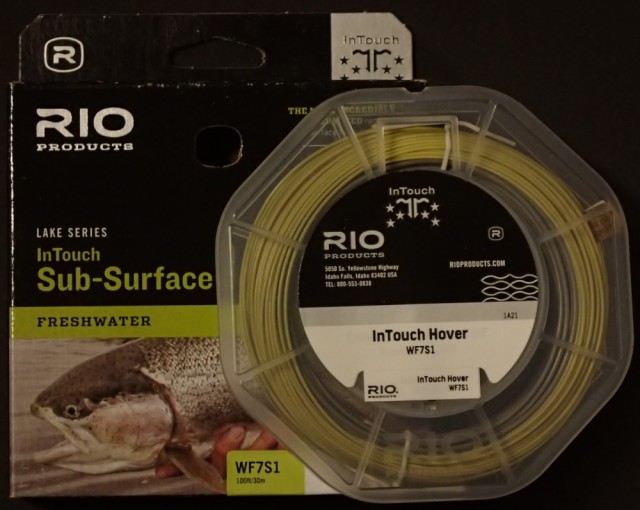 R
InTouch
RIO
PRODUCTS
LAKE SERIES
InTouch
Sub-Surface
FRESHWATER
WF7S1
100ft/30m
InTouch
RIO
PRODUCTS
R
5050 So. Yellowstone Highway
Idaho Falls, Idaho 83402 USA
TEL: 800-553-0838
RIOPRODUCTS.COM
1A21
InTouch Hover
WF7S1
RIO
PRODUCTS
InTouch Hover
WF7S1
RIO